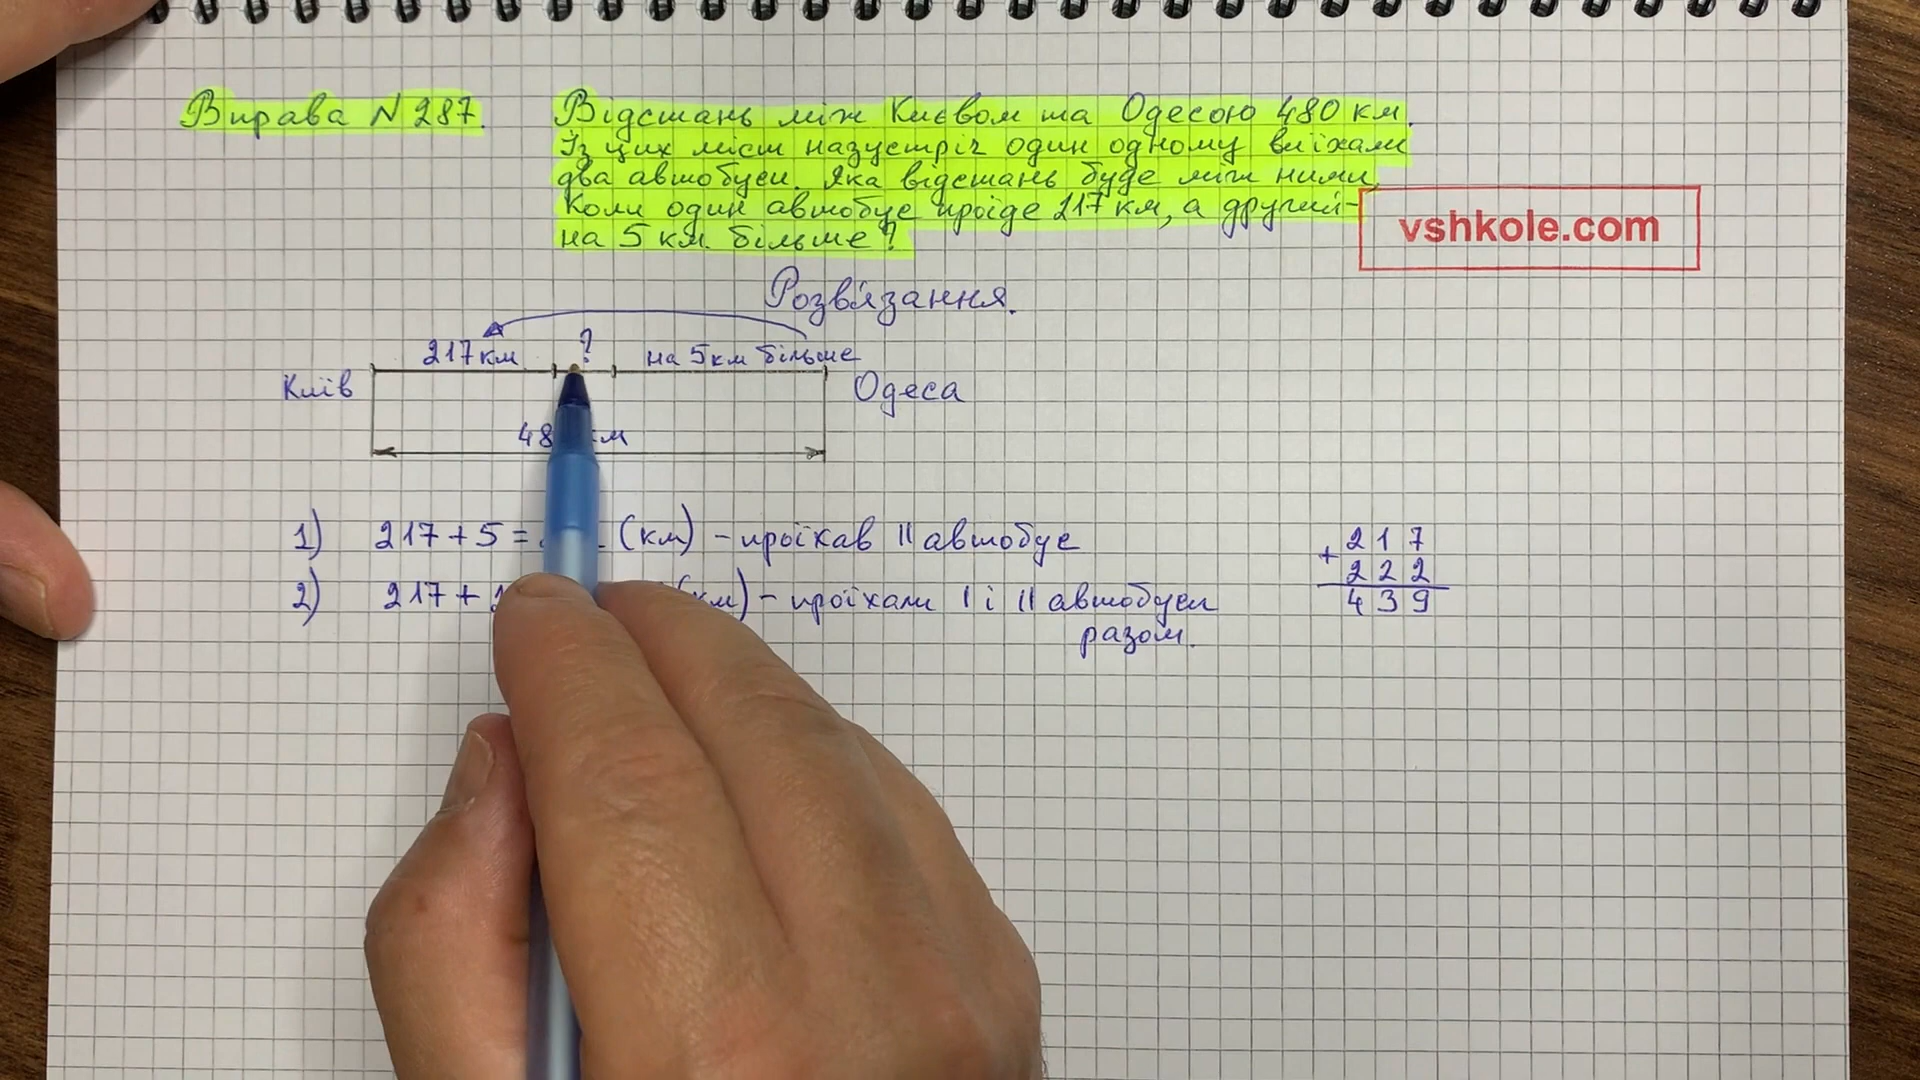 Вправа N 287.
Відстань між Києвом та Одесою 480 км.
Із цих міст назустріч один одному виїхали
два автобуси. Яка відстань буде між ними,
коли один автобус проїде 217 км, а другий -
на 5 км більше?
vshkole.com
Розв'язання.
217 км ? на 5 км більше
Київ Одеса
48 км
1) 217 + 5 = (км) - проїхав II автобус
2) 217 + (км) - проїхали I і II автобуси
разом.
217
+ 222
439